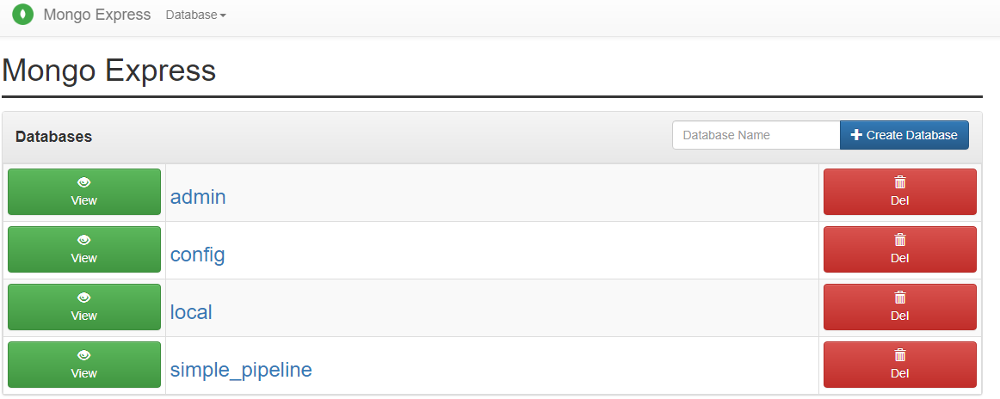 Mongo Express Database
Mongo Express
Databases Database Name Create Database
View admin Del
View config Del
View local Del
View simple_pipeline Del